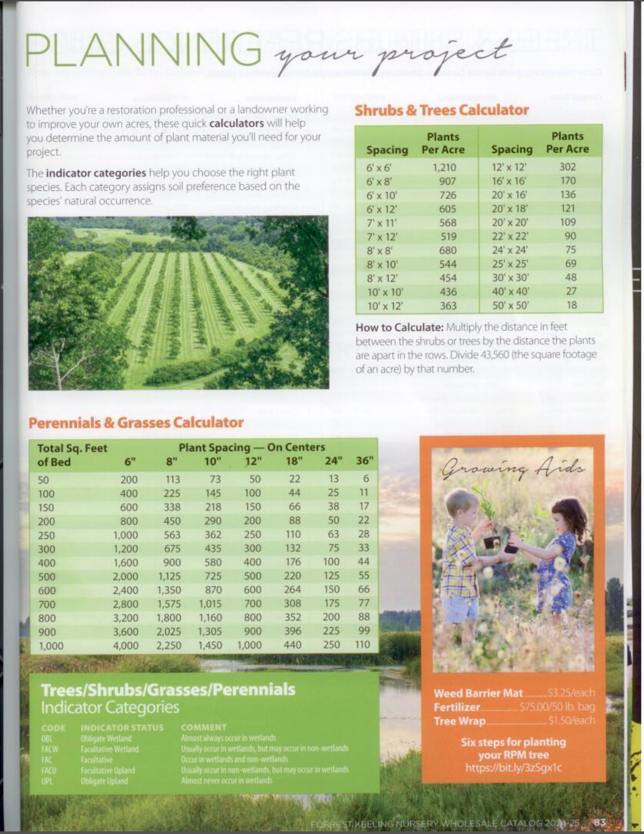 PLANNING your project
Whether you're a restoration professional or a landowner working
to improve your own acres, these quick calculators will help
you determine the amount of plant material you'll need for your
project.
The indicator categories help you choose the right plant
species. Each category assigns soil preference based on the
species' natural occurrence.
Shrubs & Trees Calculator
Spacing Plants Per Acre Spacing Plants Per Acre
6' x 6' 1,210 12' x 12' 302
6' x 8' 907 16' x 16' 170
6' x 10' 726 20' x 16' 136
6' x 12' 605 20' x 18' 121
7' x 11' 568 20' x 20' 109
7' x 12' 519 22' x 22' 90
8' x 8' 680 24' x 24' 75
8' x 10' 544 25' x 25' 69
8' x 12' 454 30' x 30' 48
10' x 10' 436 40' x 40' 27
10' x 12' 363 50' x 50' 18
How to Calculate: Multiply the distance in feet
between the shrubs or trees by the distance the plants
are apart in the rows. Divide 43,560 (the square footage
of an acre) by that number.
Perennials & Grasses Calculator
Total Sq. Feet Plant Spacing — On Centers
of Bed 6" 8" 10" 12" 18" 24" 36"
50 200 113 73 50 22 13 6
100 400 225 145 100 44 25 11
150 600 338 218 150 66 38 17
200 800 450 290 200 88 50 22
250 1,000 563 362 250 110 63 28
300 1,200 675 435 300 132 75 33
400 1,600 900 580 400 176 100 44
500 2,000 1,125 725 500 220 125 55
600 2,400 1,350 870 600 264 150 66
700 2,800 1,575 1,015 700 308 175 77
800 3,200 1,800 1,160 800 352 200 88
900 3,600 2,025 1,305 900 396 225 99
1,000 4,000 2,250 1,450 1,000 440 250 110
Growing Aids
Weed Barrier Mat $3.25/each
Fertilizer $75.00/50 lb. bag
Tree Wrap $1.50/each
Six steps for planting
your RPM tree
https://bit.ly/3zSgx1c
Trees/Shrubs/Grasses/Perennials
Indicator Categories
CODE INDICATOR STATUS COMMENT
OBL Obligate Wetland Almost always occur in wetlands
FACW Facultative Wetland Usually occur in wetlands, but may occur in non-wetlands
FAC Facultative Occur in wetlands and non-wetlands
FACU Facultative Upland Usually occur in non-wetlands, but may occur in wetlands
UPL Obligate Upland Almost never occur in wetlands
FORREST KEELING NURSERY WHOLESALE CATALOG 2024-25 83